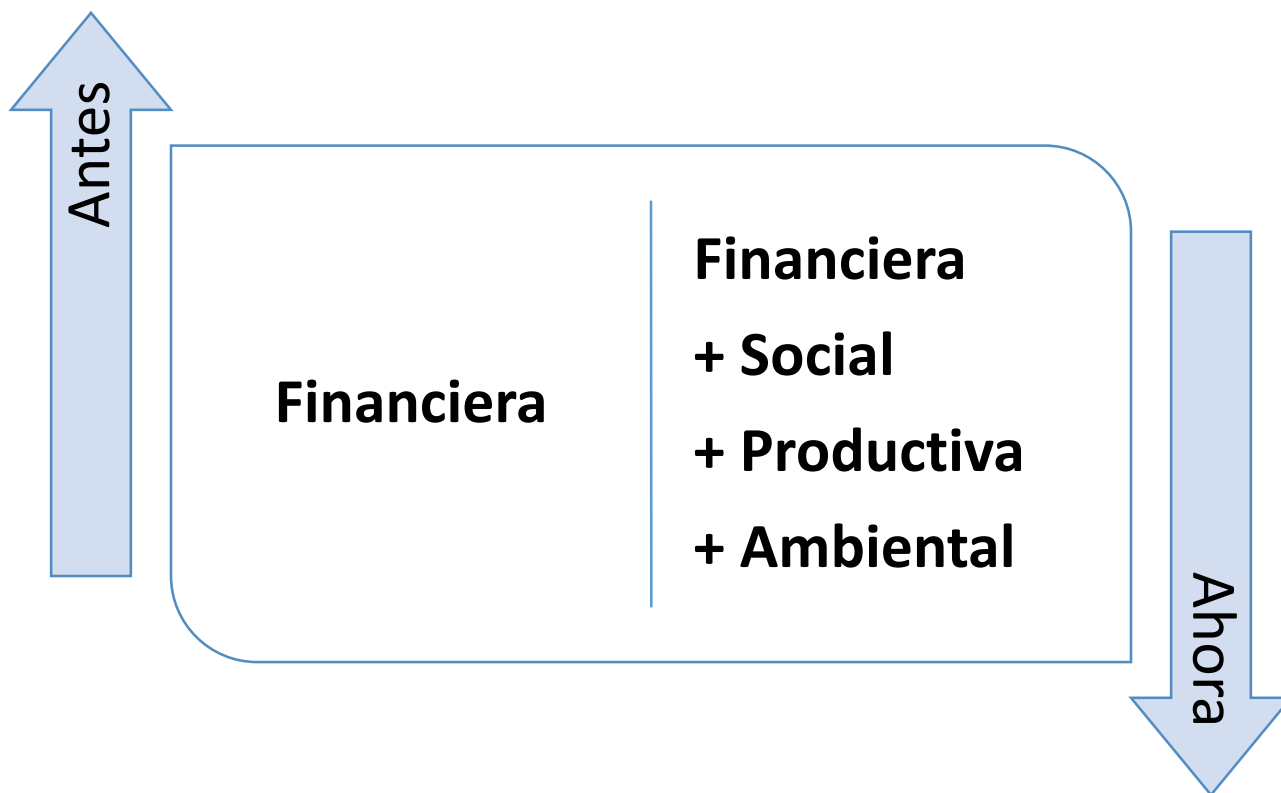 Antes
Financiera
Financiera
+ Social
+ Productiva
+ Ambiental
Ahora